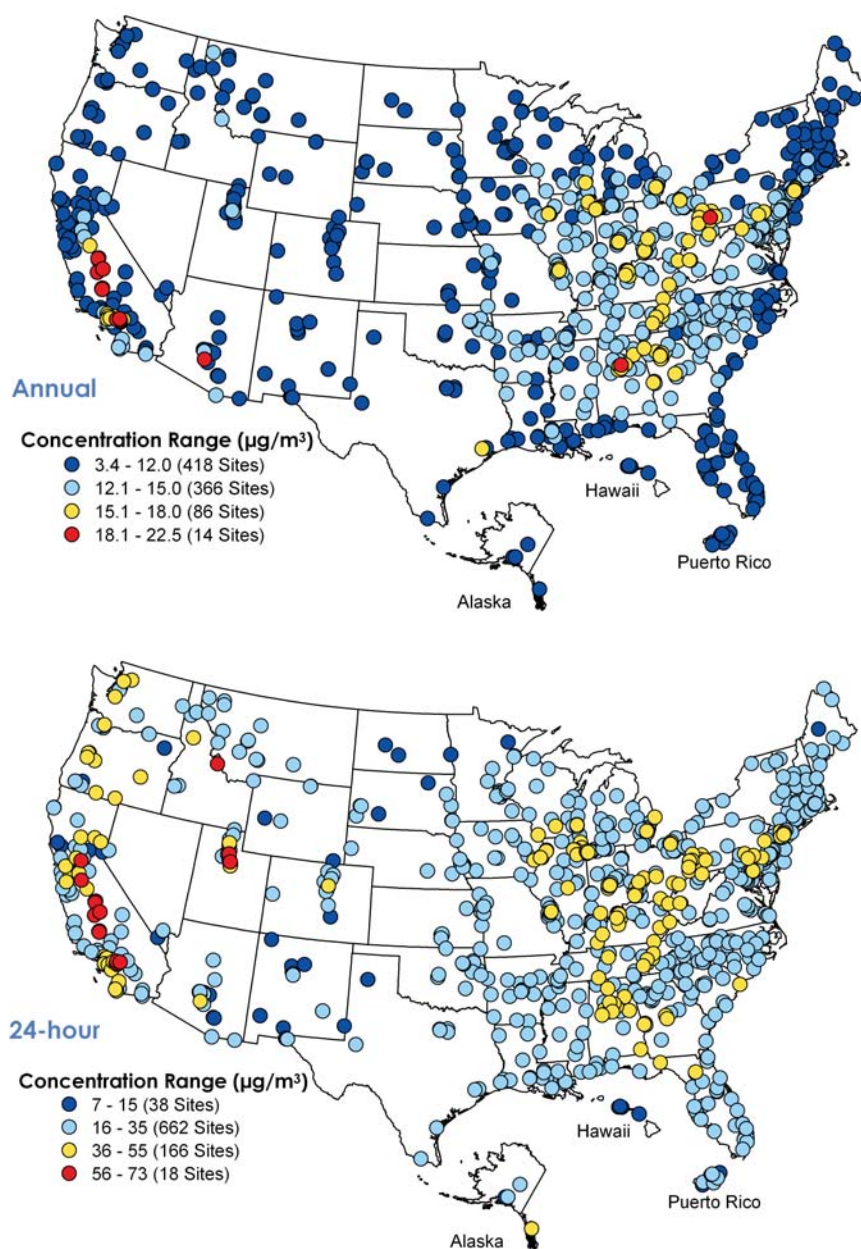 Annual
Concentration Range (µg/m³)
3.4 - 12.0 (418 Sites)
12.1 - 15.0 (366 Sites)
15.1 - 18.0 (86 Sites)
18.1 - 22.5 (14 Sites)
Hawaii
Puerto Rico
Alaska
24-hour
Concentration Range (µg/m³)
7 - 15 (38 Sites)
16 - 35 (662 Sites)
36 - 55 (166 Sites)
56 - 73 (18 Sites)
Hawaii
Puerto Rico
Alaska